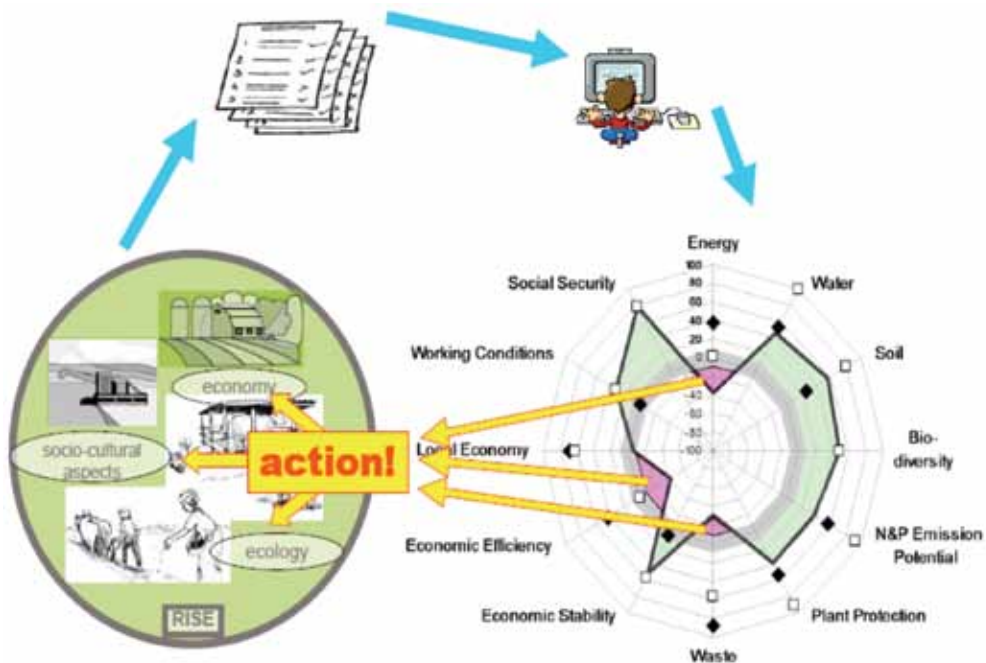 Energy
100
80
60
40
20
0
-40
-60
-80
-100
Social Security
Water
Working Conditions
Soil
economy
socio-cultural
aspects
action!
Local Economy
Bio-
diversity
ecology
Economic Efficiency
N&P Emission
Potential
Economic Stability
Plant Protection
RISE
Waste